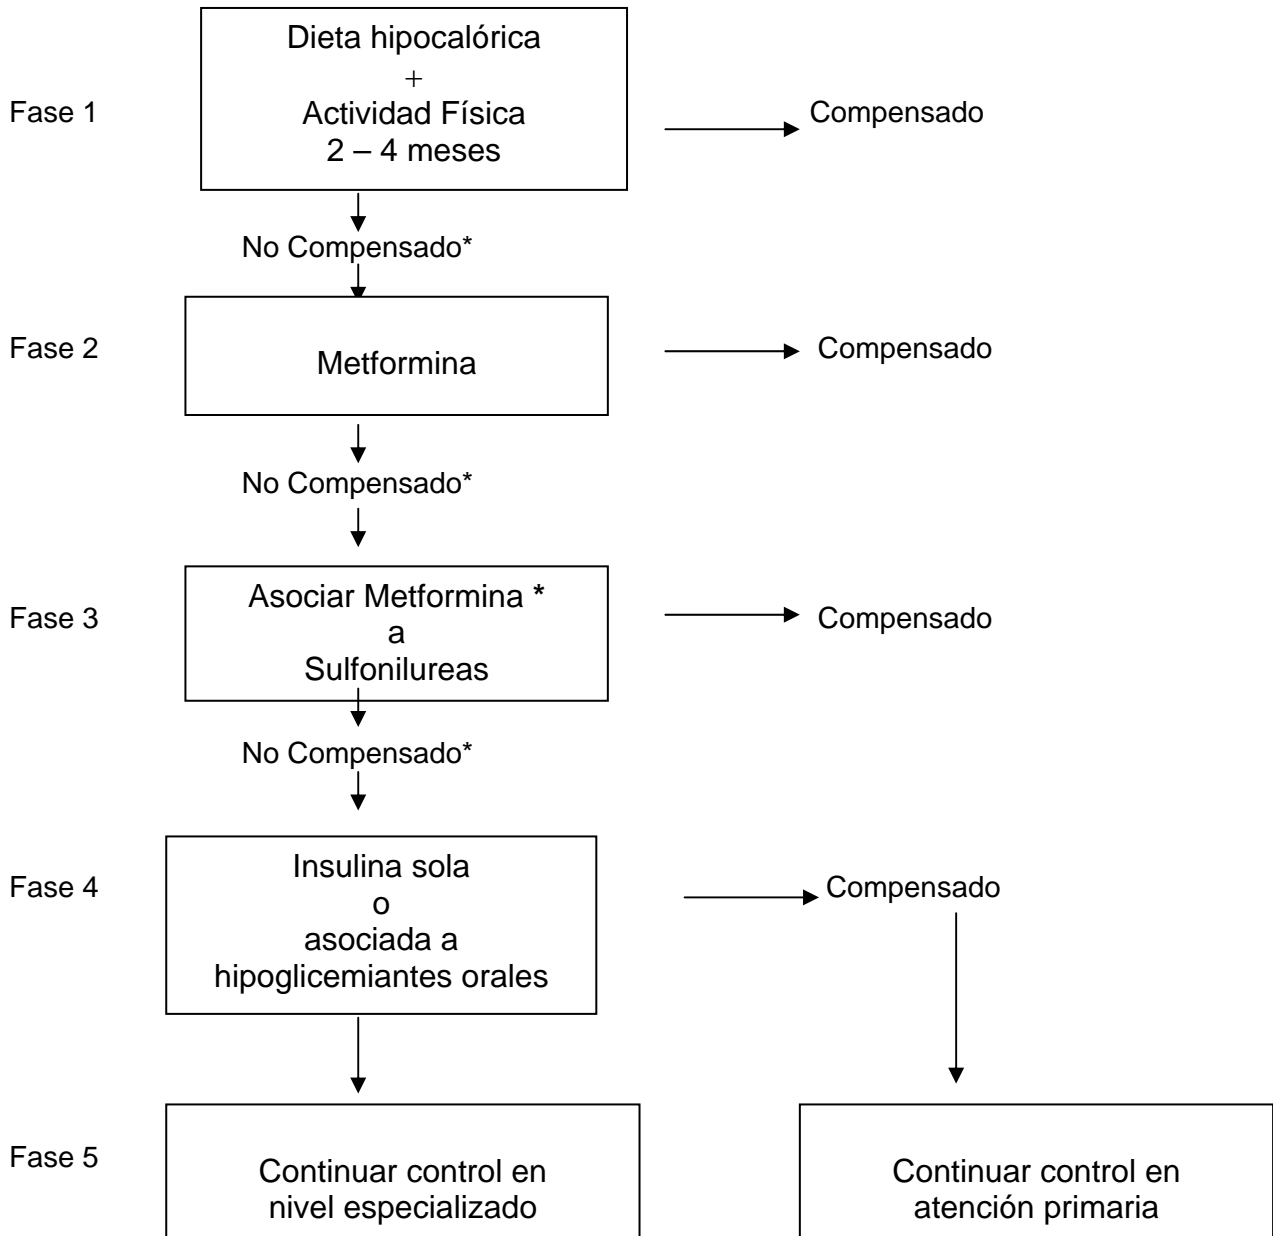 Dieta hipocalórica
+
Fase 1
Actividad Física
Compensado
2 – 4 meses
No Compensado*
Fase 2
Metformina
Compensado
No Compensado*
Asociar Metformina *
Fase 3
a
Compensado
Sulfonilureas
No Compensado*
Insulina sola
Fase 4
o
Compensado
asociada a
hipoglicemiantes orales
Fase 5
Continuar control en
nivel especializado
Continuar control en
atención primaria